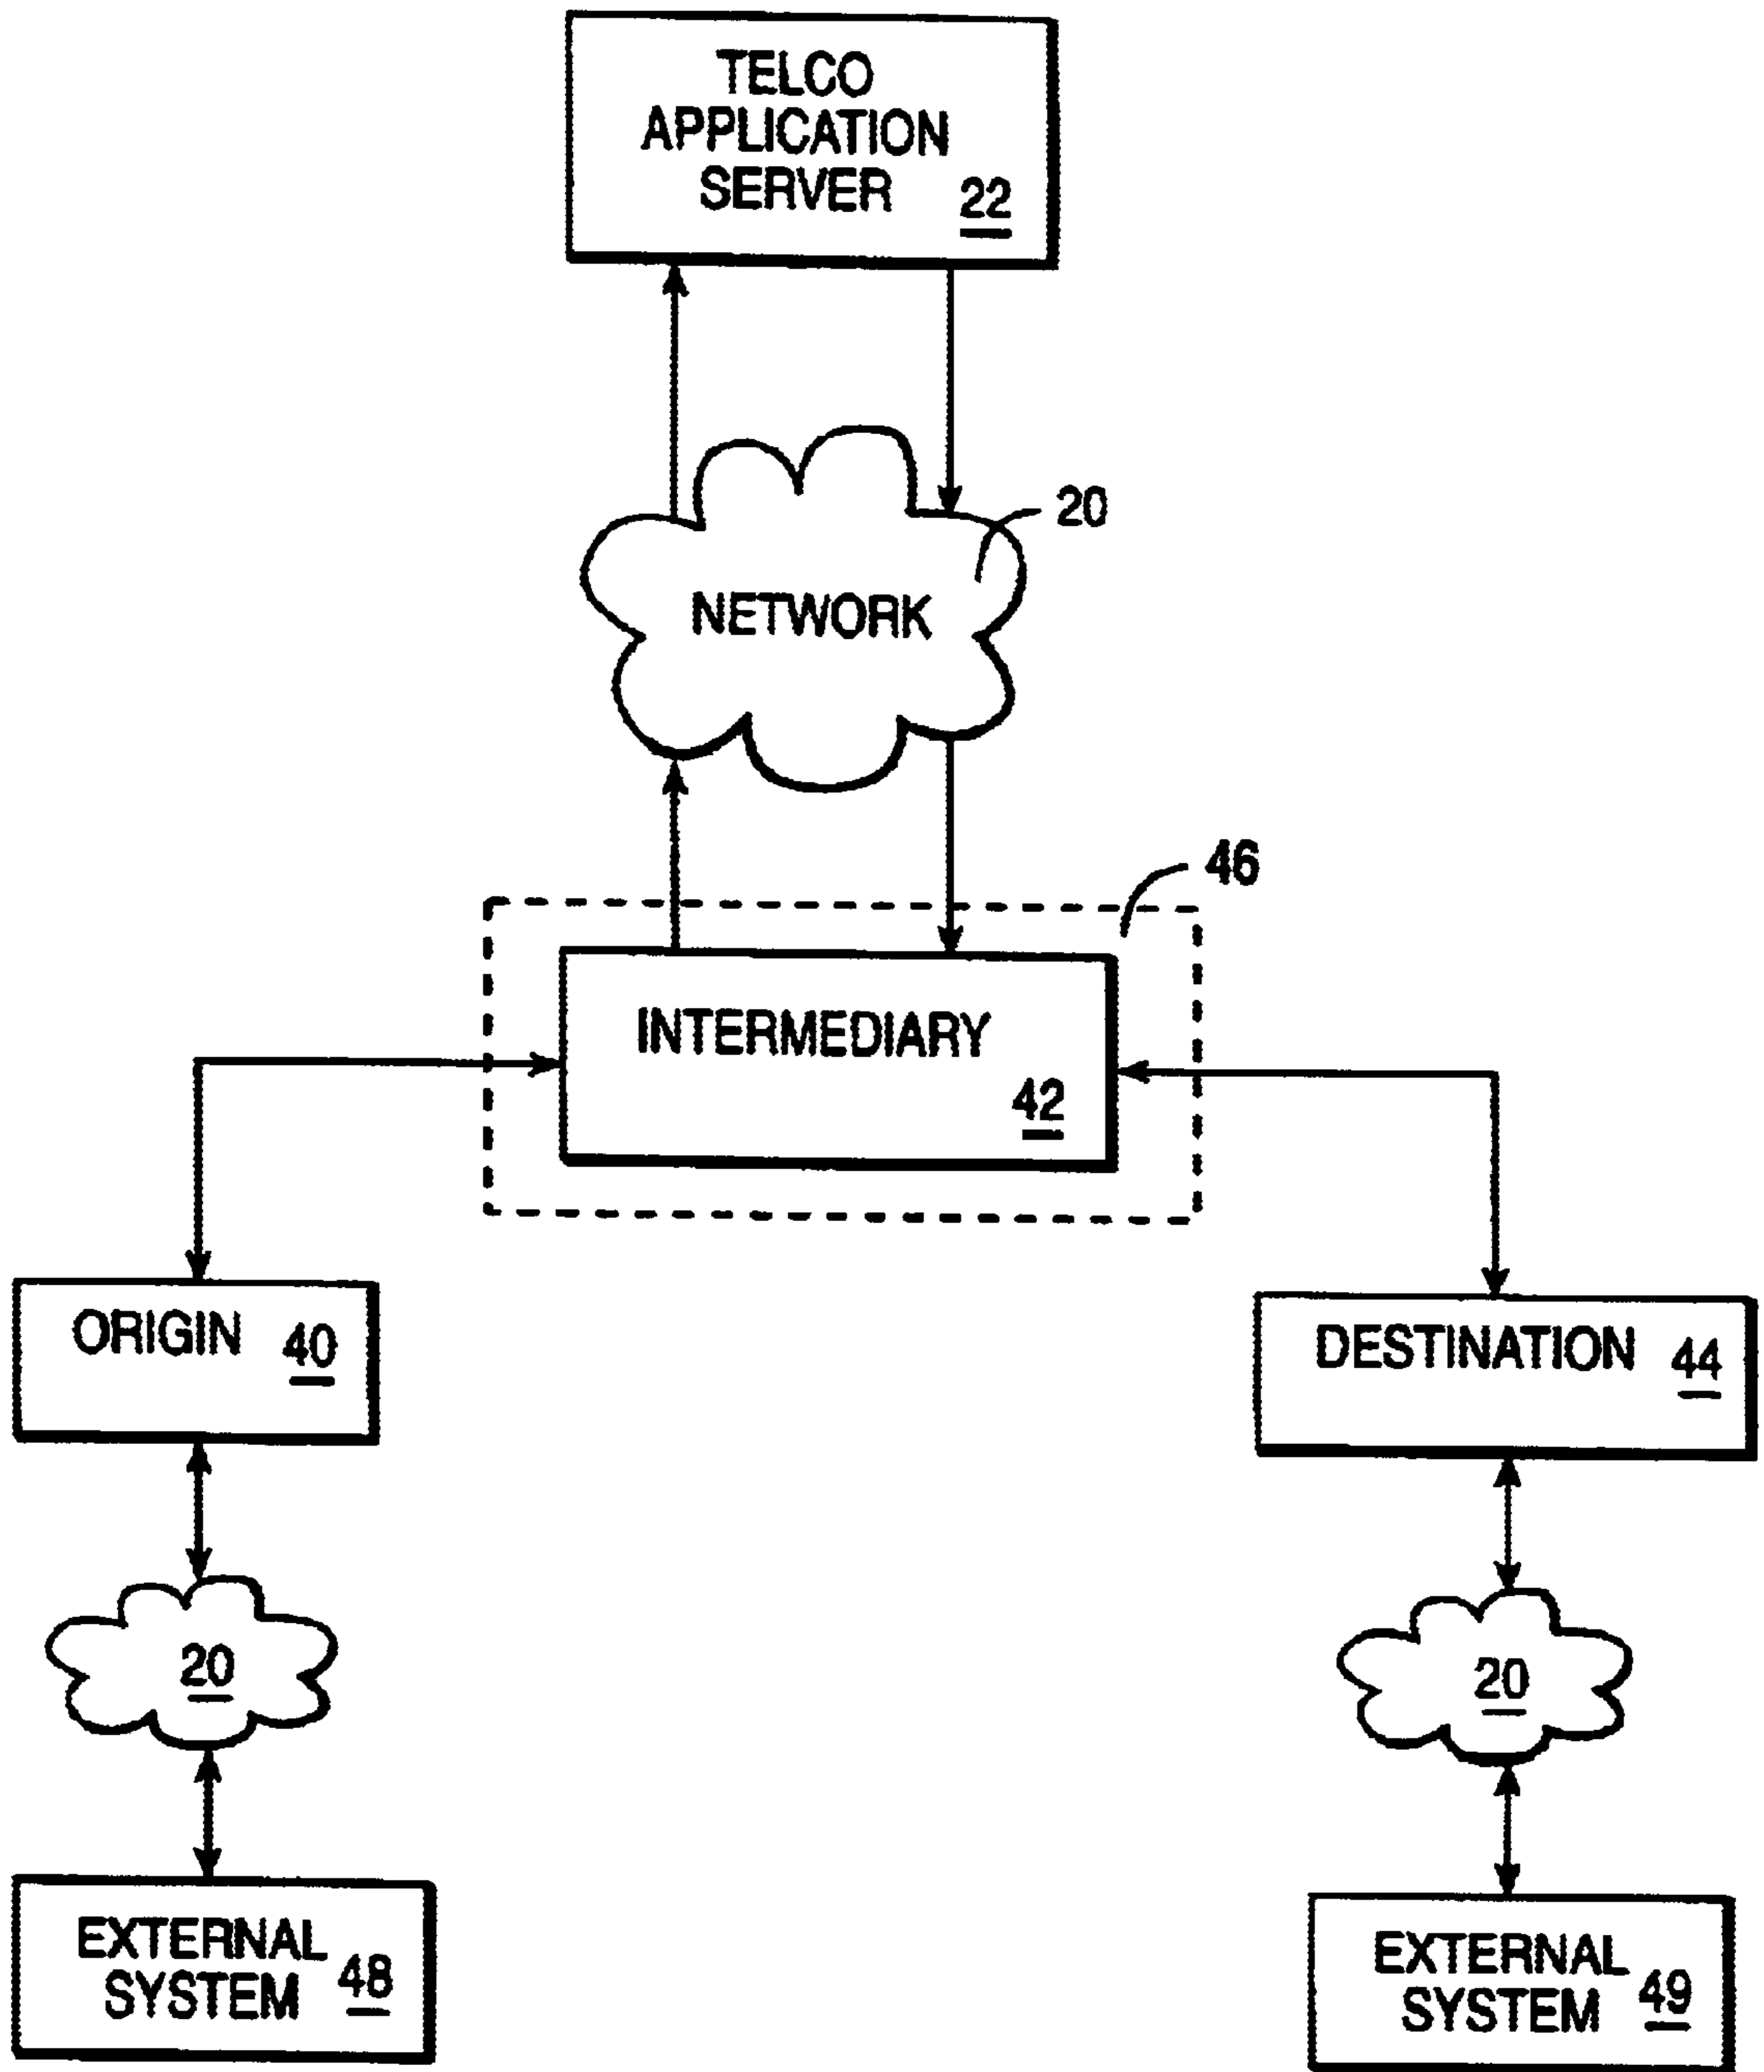 TELCO
APPLICATION
SERVER 22
20
NETWORK
46
INTERMEDIARY
42
ORIGIN 40
DESTINATION 44
20
20
EXTERNAL
SYSTEM 48
EXTERNAL
SYSTEM 49